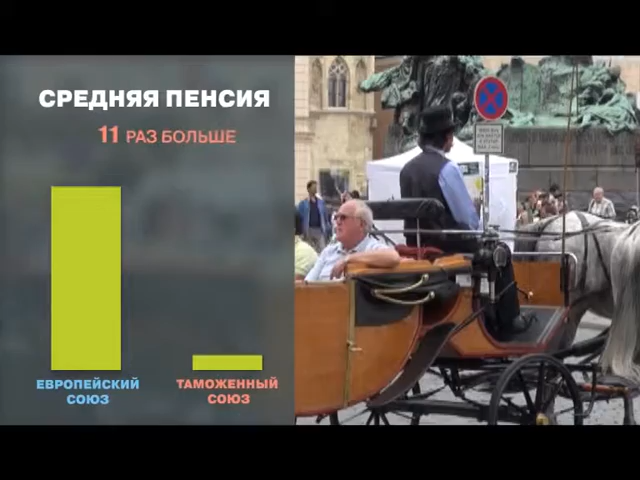 СРЕДНЯЯ ПЕНСИЯ
11 РАЗ БОЛЬШЕ
ЕВРОПЕЙСКИЙ
СОЮЗ
ТАМОЖЕННЫЙ
СОЮЗ